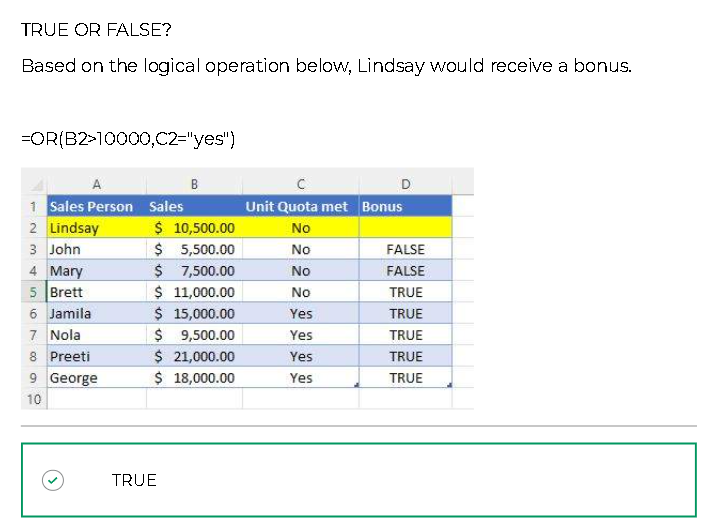 TRUE OR FALSE?
Based on the logical operation below, Lindsay would receive a bonus.
=OR(B2>10000,C2="yes")
A B C D
1 Sales Person Sales Unit Quota met Bonus
2 Lindsay $ 10,500.00 No
3 John $ 5,500.00 No FALSE
4 Mary $ 7,500.00 No FALSE
5 Brett $ 11,000.00 No TRUE
6 Jamila $ 15,000.00 Yes TRUE
7 Nola $ 9,500.00 Yes TRUE
8 Preeti $ 21,000.00 Yes TRUE
9 George $ 18,000.00 Yes TRUE
10
TRUE